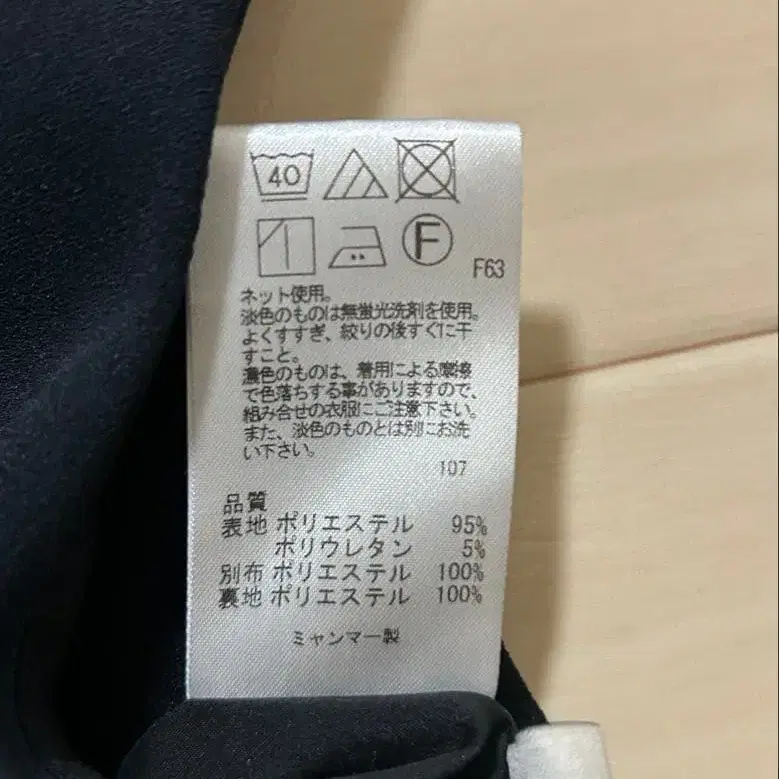 40
F
F63
ネット使用。
淡色のものは無蛍光洗剤を使用。
よくすすぎ、絞りの後すぐに干
すこと。
濃色のものは、着用による摩擦
で色落ちする事がありますので、
組み合せの衣服にご注意下さい。
また、淡色のものとは別にお洗
い下さい。
107
品質
表地 ポリエステル 95%
ポリウレタン 5%
別布 ポリエステル 100%
裏地 ポリエステル 100%
ミャンマー製